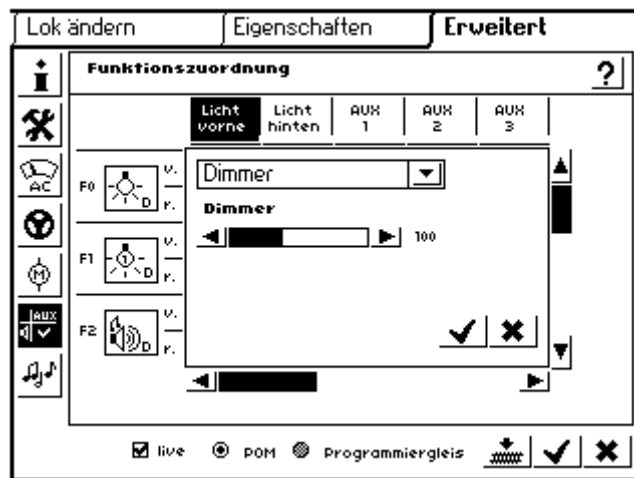 Lok ändern Eigenschaften Erweitert
Funktionszuordnung ?
Licht vorne Licht hinten AUX 1 AUX 2 AUX 3
AC
F0 D v. r.
Dimmer
Dimmer
100
F1 1 D v. r.
M
AUX
F2 D v. r.
live POM Programmiergleis